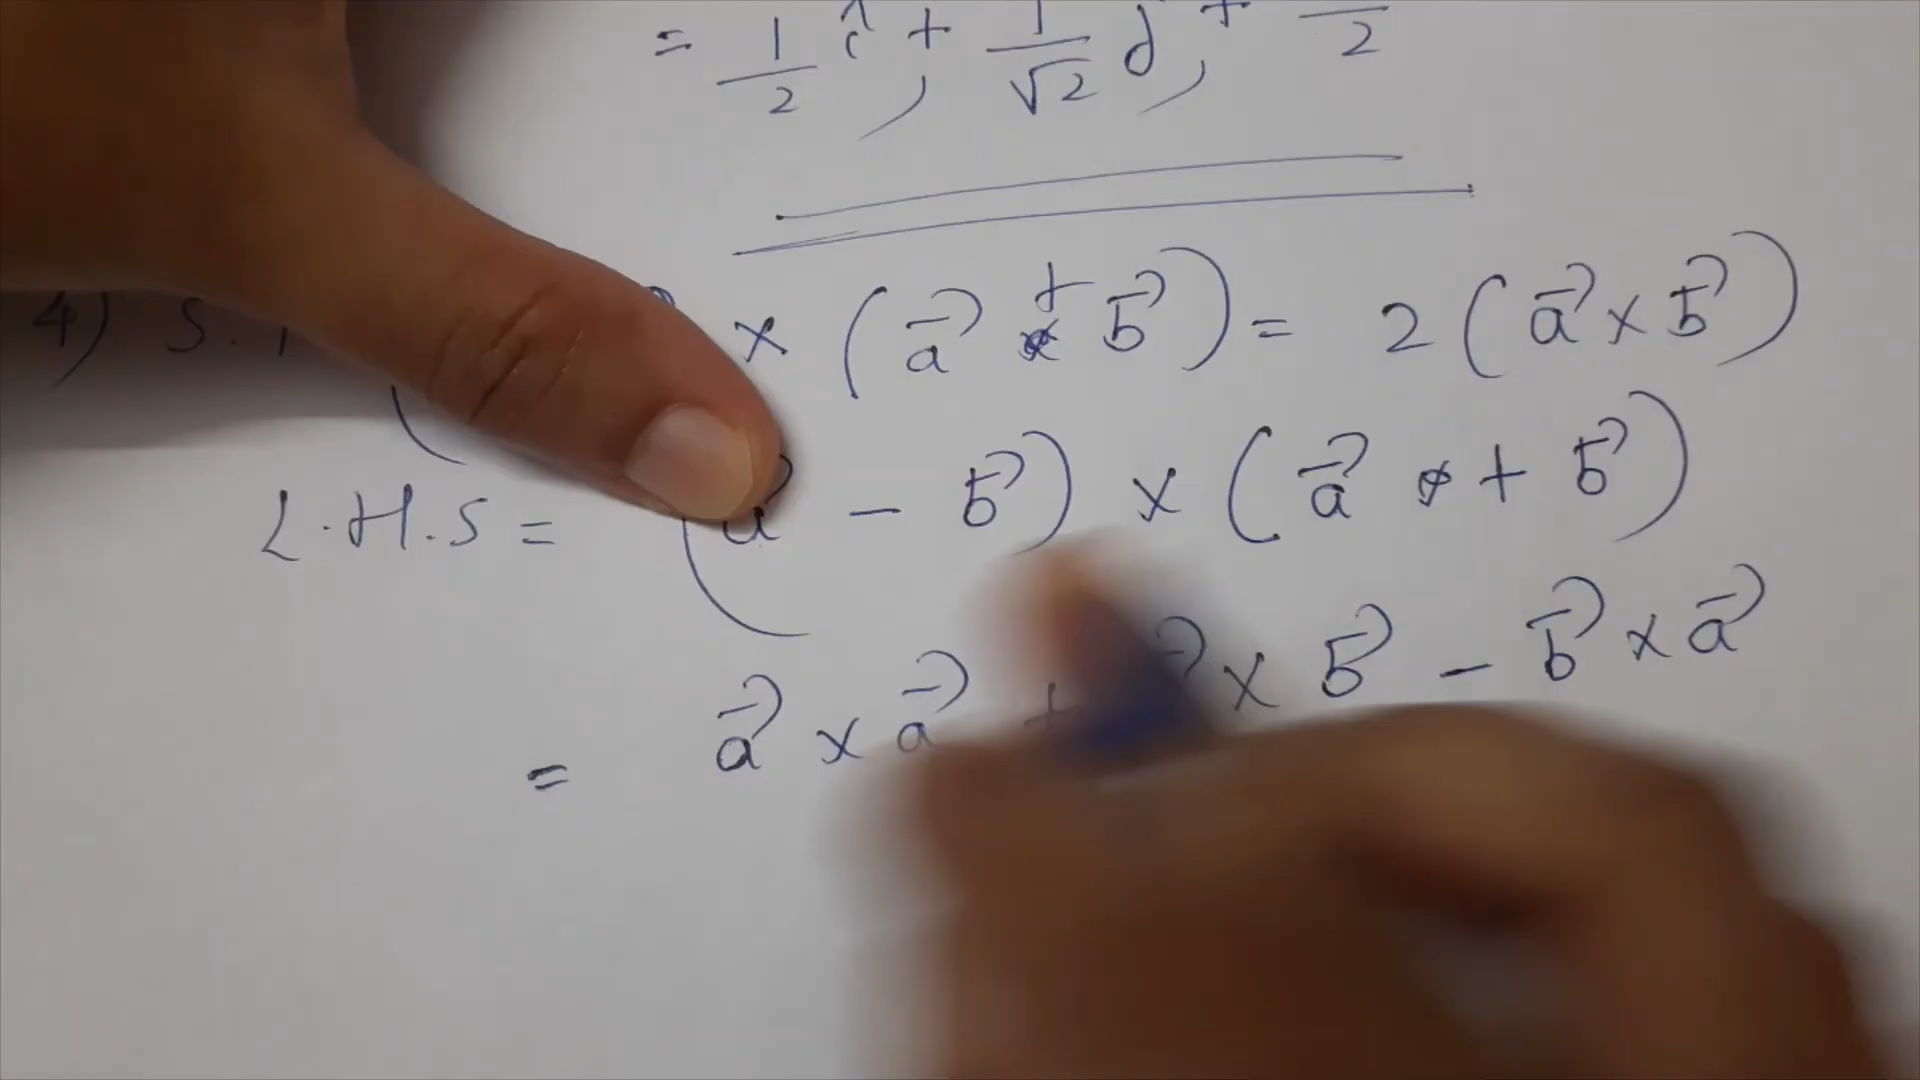 = 1/2 î + 1/√2 j + /2
4) S. × (a⃗ + b⃗) = 2 (a⃗ × b⃗)
L.H.S = (a⃗ - b⃗) × (a⃗ + b⃗)
= a⃗ × a⃗ + × b⃗ - b⃗ × a⃗